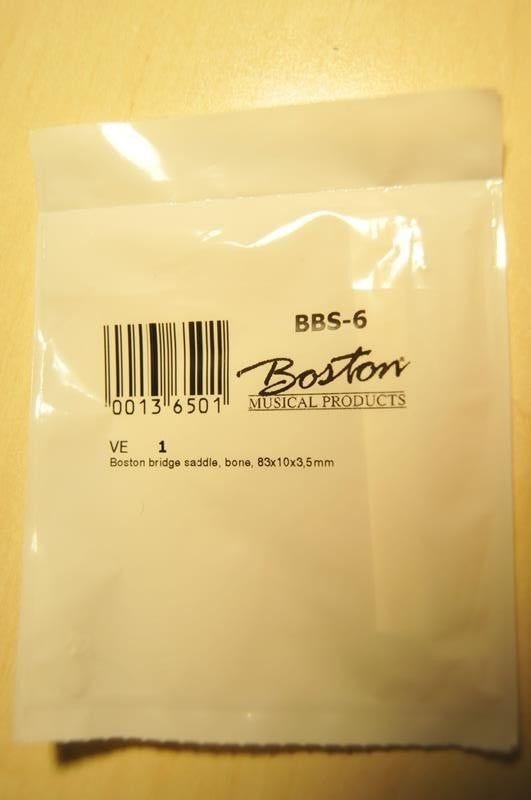 BBS-6
Boston®
MUSICAL PRODUCTS
0013 6501
VE 1
Boston bridge saddle, bone, 83x10x3,5mm